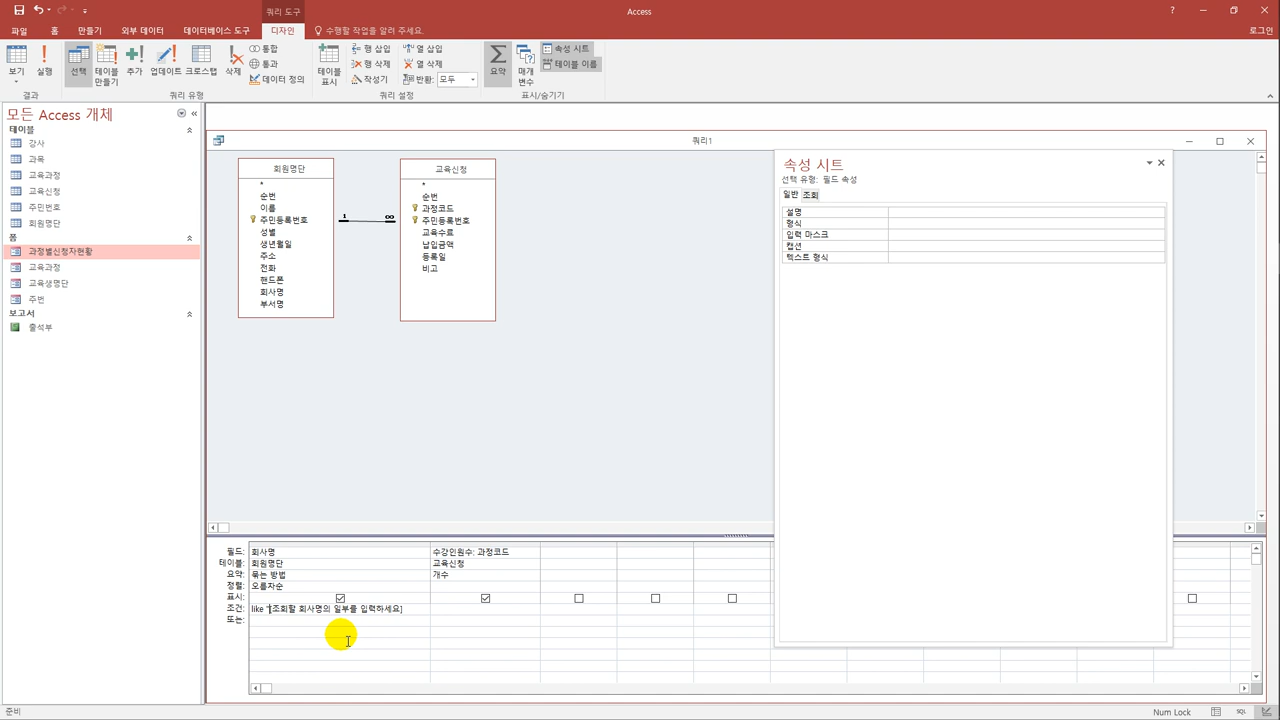 쿼리 도구
Access
로그인
파일 홈 만들기 외부 데이터 데이터베이스 도구 디자인 수행할 작업을 알려 주세요.
보기 실행 선택 테이블 만들기 추가 업데이트 크로스탭 삭제 통합 통과 데이터 정의 테이블 표시 행 삽입 행 삭제 작성기 열 삽입 열 삭제 반환: 모두 요약 매개 변수 속성 시트 테이블 이름
결과 쿼리 유형 쿼리 설정 표시/숨기기
모든 Access 개체
테이블
강사
과목
교육과정
교육신청
주민번호
회원명단
폼
과정별신청자현황
교육과정
교육생명단
주번
보고서
출석부
쿼리1
회원명단
*
순번
이름
주민등록번호
성별
생년월일
주소
전화
핸드폰
회사명
부서명
1 ∞
교육신청
*
순번
과정코드
주민등록번호
교육수료
납입금액
등록일
비고
속성 시트
선택 유형: 필드 속성
일반 조회
설명
형식
입력 마스크
캡션
텍스트 형식
필드: 회사명 수강인원수: 과정코드
테이블: 회원명단 교육신청
요약: 묶는 방법 개수
정렬: 오름차순
표시:
조건: like "[조회할 회사명의 일부를 입력하세요]
또는:
준비
Num Lock
SQL